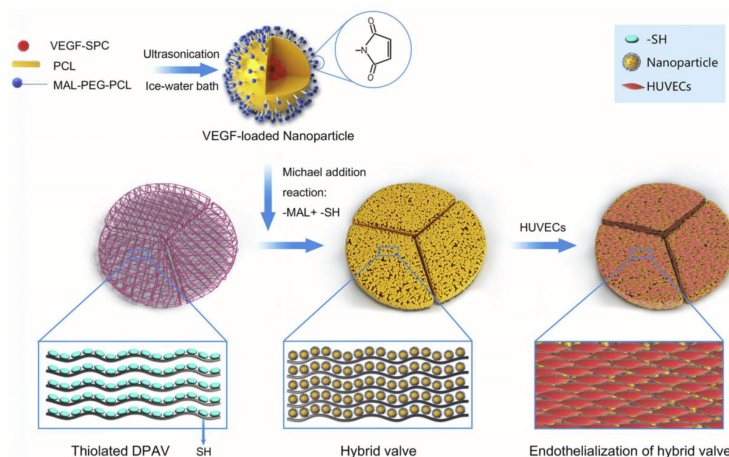 VEGF-SPC
PCL
MAL-PEG-PCL
Ultrasonication
Ice-water bath
VEGF-loaded Nanoparticle
N
O
O
-SH
Nanoparticle
HUVECs
Michael addition
reaction:
-MAL+ -SH
HUVECs
SH
Thiolated DPAV
Hybrid valve
Endothelialization of hybrid valve